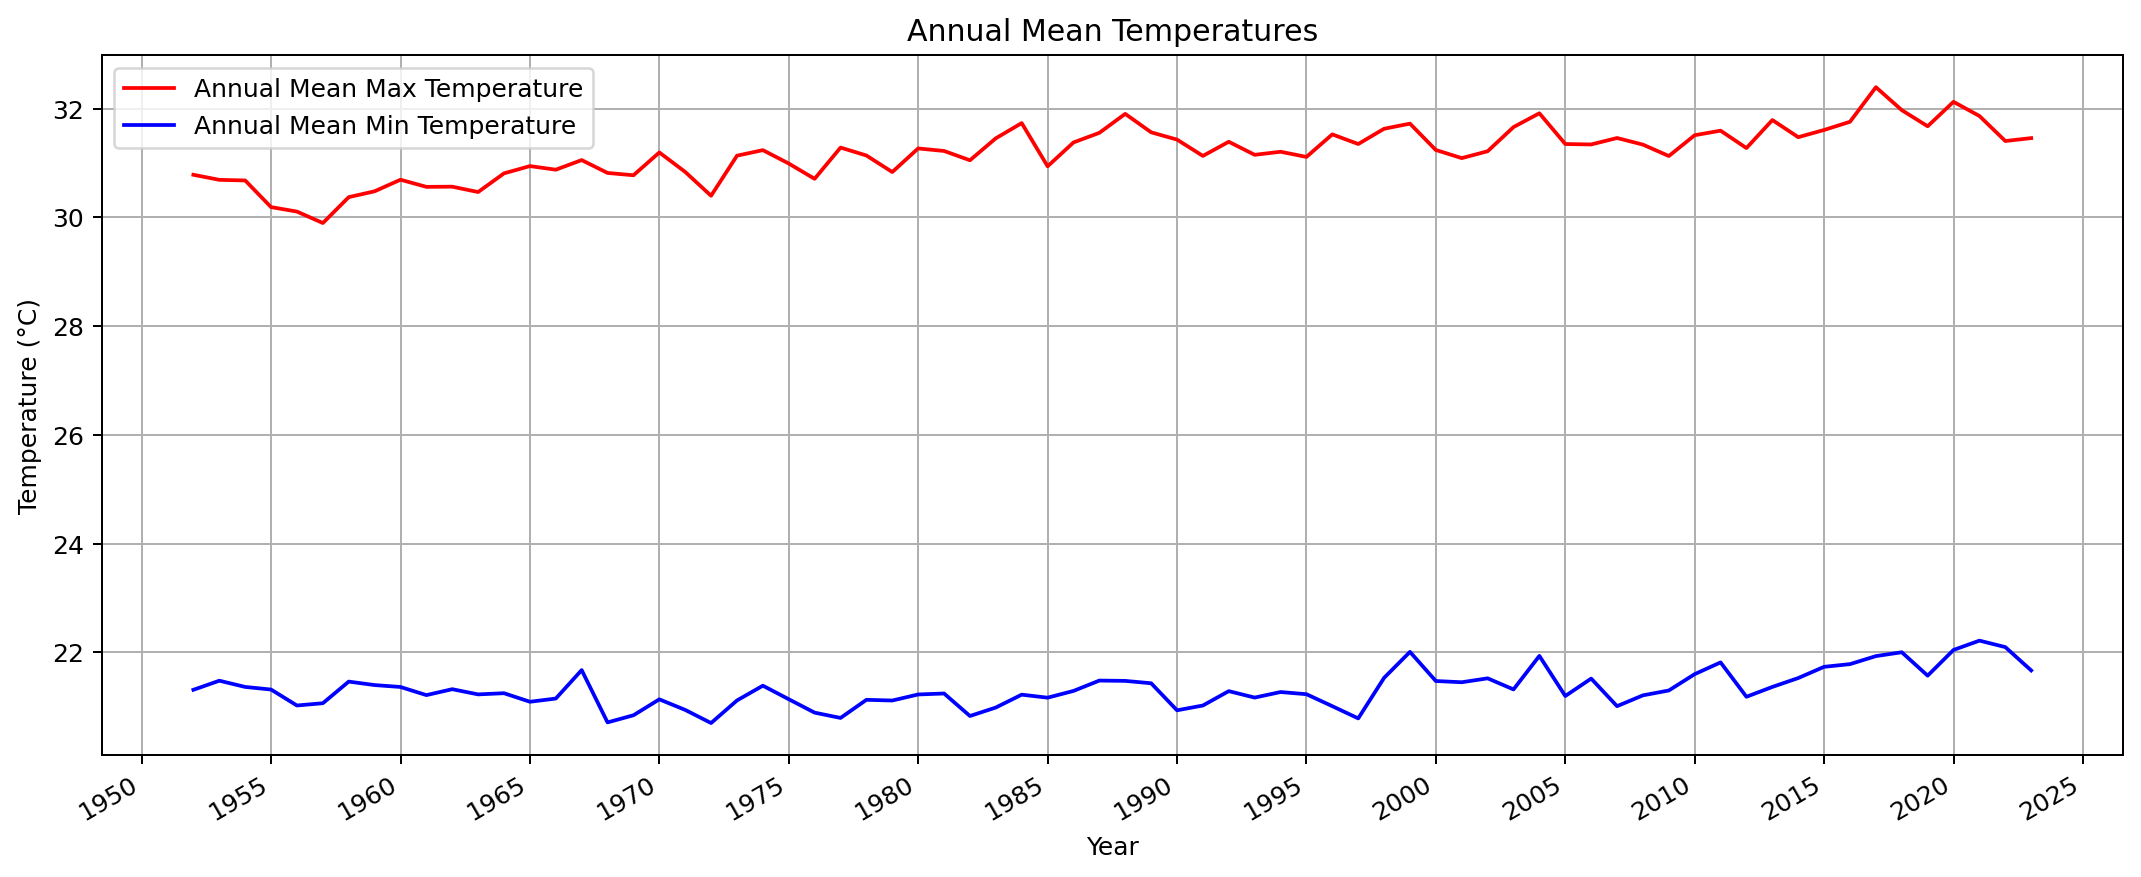 Annual Mean Temperatures
Annual Mean Max Temperature
Annual Mean Min Temperature
Temperature (°C)
32
30
28
26
24
22
1950 1955 1960 1965 1970 1975 1980 1985 1990 1995 2000 2005 2010 2015 2020 2025
Year